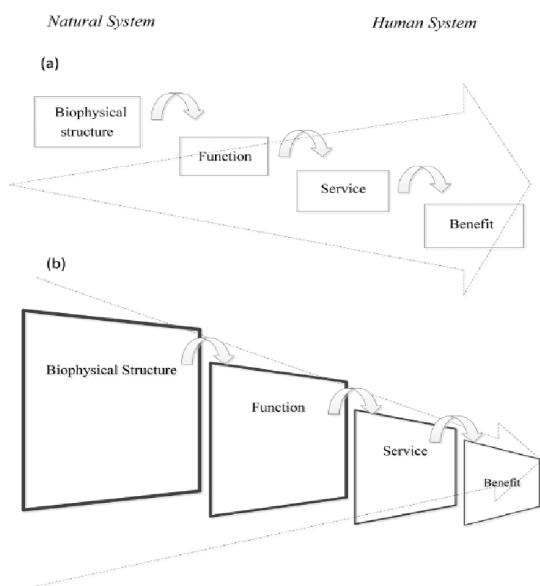 Natural System
Human System
(a)
Biophysical
structure
Function
Service
Benefit
(b)
Biophysical Structure
Function
Service
Benefit